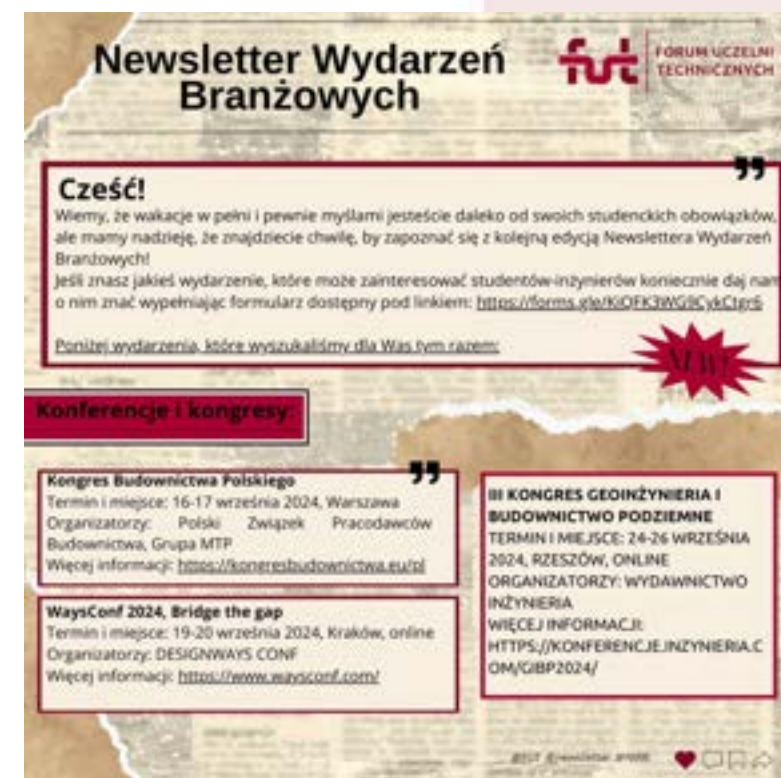 Newsletter Wydarzeń
Branżowych
fut
FORUM UCZELNI
TECHNICZNYCH
Cześć!
Wiemy, że wakacje w pełni i pewnie myślami jesteście daleko od swoich studenckich obowiązków,
ale mamy nadzieję, że znajdziecie chwilę, by zapoznać się z kolejną edycją Newslettera Wydarzeń
Branżowych!
Jeśli znasz jakieś wydarzenie, które może zainteresować studentów-inżynierów koniecznie daj nam
o nim znać wypełniając formularz dostępny pod linkiem:
Poniżej wydarzenia, które wyszukaliśmy dla Was tym razem:
NEW!
Konferencje i kongresy:
Kongres Budownictwa Polskiego
Termin i miejsce: 16-17 września 2024, Warszawa
Organizatorzy: Polski Związek Pracodawców
Budownictwa, Grupa MTP
Więcej informacji: https://kongresbudownictwa.eu/pl
WaysConf 2024, Bridge the gap
Termin i miejsce: 19-20 września 2024, Kraków, online
Organizatorzy: DESIGNWAYS CONF
Więcej informacji: https://www.waysconf.com/
III KONGRES GEOINŻYNIERIA I
BUDOWNICTWO PODZIEMNE
TERMIN I MIEJSCE: 24-26 WRZEŚNIA
2024, RZESZÓW, ONLINE
ORGANIZATORZY: WYDAWNICTWO
INŻYNIERIA
WIĘCEJ INFORMACJI:
HTTPS://KONFERENCJE.INZYNIERIA.C
OM/GIBP2024/